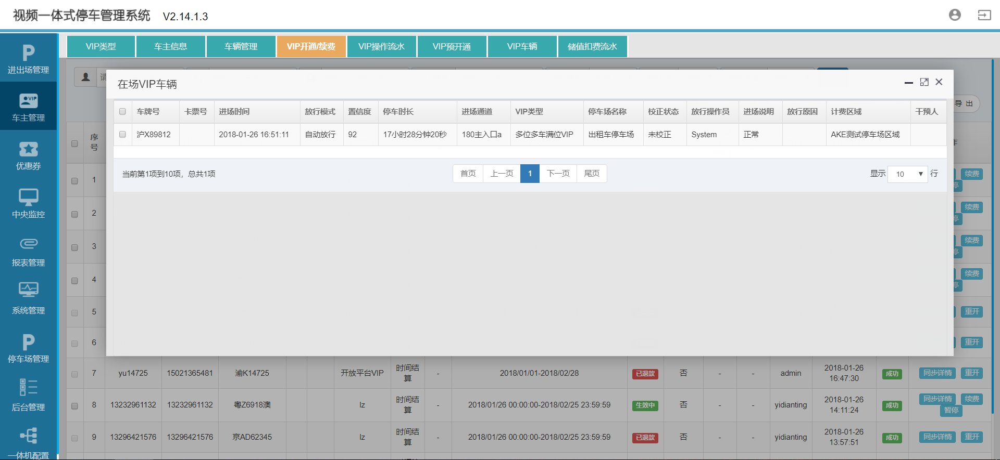 视频一体式停车管理系统 V2.14.1.3
VIP类型 车主信息 车辆管理 VIP开通/续费 VIP操作流水 VIP预开通 VIP车辆 储值扣费流水
进出场管理
车主管理
优惠券
中央监控
报表管理
系统管理
停车场管理
后台管理
一体机配置
请
导 出
在场VIP车辆
车牌号 卡票号 进场时间 放行模式 置信度 停车时长 进场通道 VIP类型 停车场名称 校正状态 放行操作员 进场说明 放行原因 计费区域 干预人
沪X89812 2018-01-26 16:51:11 自动放行 92 17小时28分钟20秒 180主入口a 多位多车满位VIP 出租车停车场 未校正 System 正常 AKE测试停车场区域
当前第1项到10项，总共1项 首页 上一页 1 下一页 尾页 显示 10 行
序号 作
1 续费 停
2 续费 停
3 续费 停
4 续费 停
5 重开
6 重开
7 yu14725 15021365481 渝K14725 开放平台VIP 时间结算 - 2018/01/01-2018/02/28 已退款 否 - - admin 2018-01-26 16:47:30 成功 同步详情 重开
8 13232961132 13232961132 粤Z6918澳 lz 时间结算 - 2018/01/26 00:00:00-2018/02/25 23:59:59 生效中 否 - - yidianting 2018-01-26 14:11:24 成功 同步详情 续费 暂停
9 13296421576 13296421576 京AD62345 lz 时间结算 - 2018/01/26 00:00:00-2018/02/25 23:59:59 已退款 否 - - yidianting 2018-01-26 13:57:51 成功 同步详情 重开